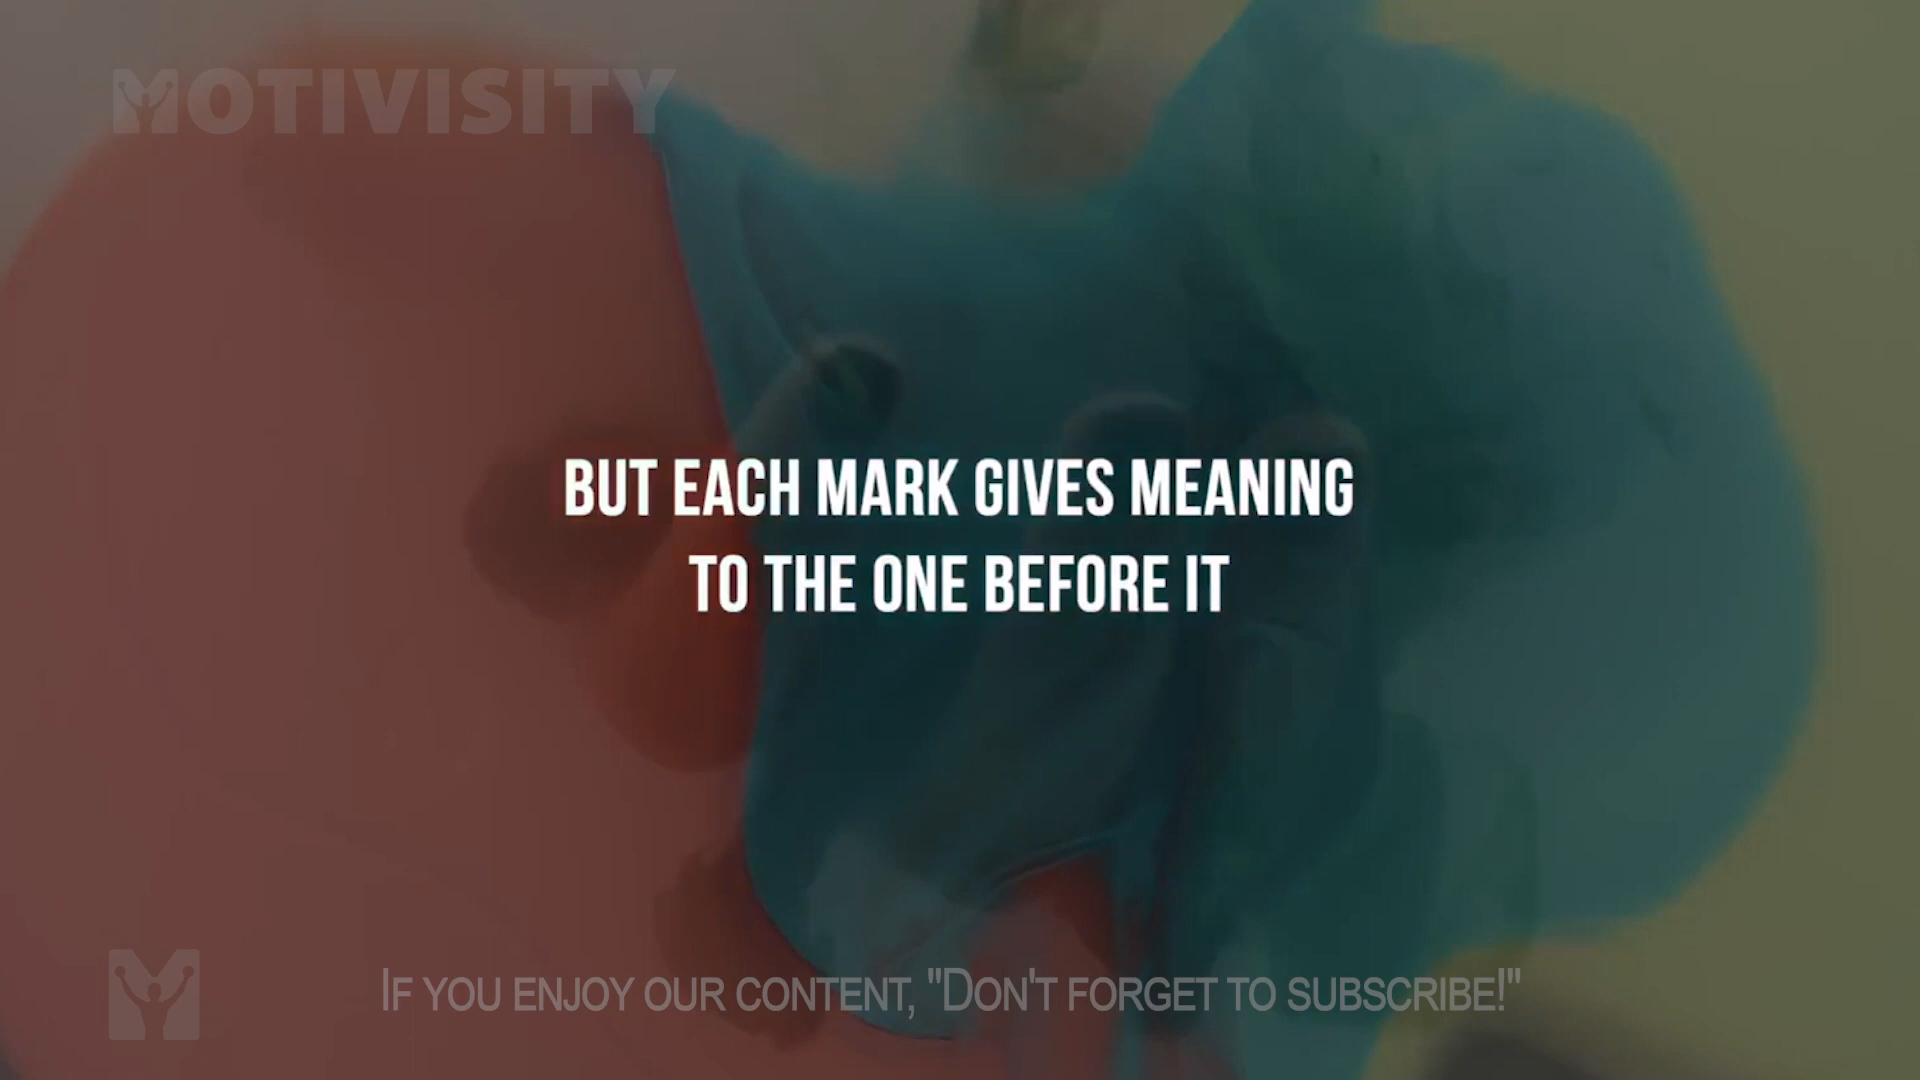 MOTIVISITY
BUT EACH MARK GIVES MEANING
TO THE ONE BEFORE IT
IF YOU ENJOY OUR CONTENT, "DON'T FORGET TO SUBSCRIBE!"